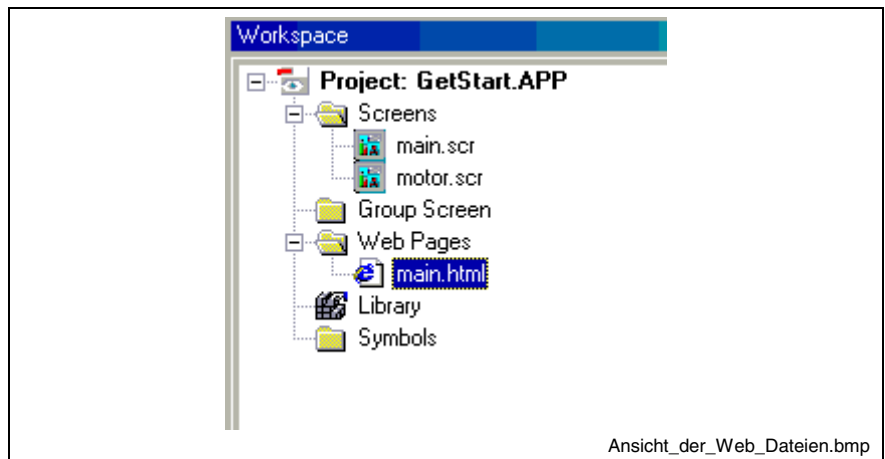 Workspace
Project: GetStart.APP
Screens
main.scr
motor.scr
Group Screen
Web Pages
main.html
Library
Symbols
Ansicht_der_Web_Dateien.bmp